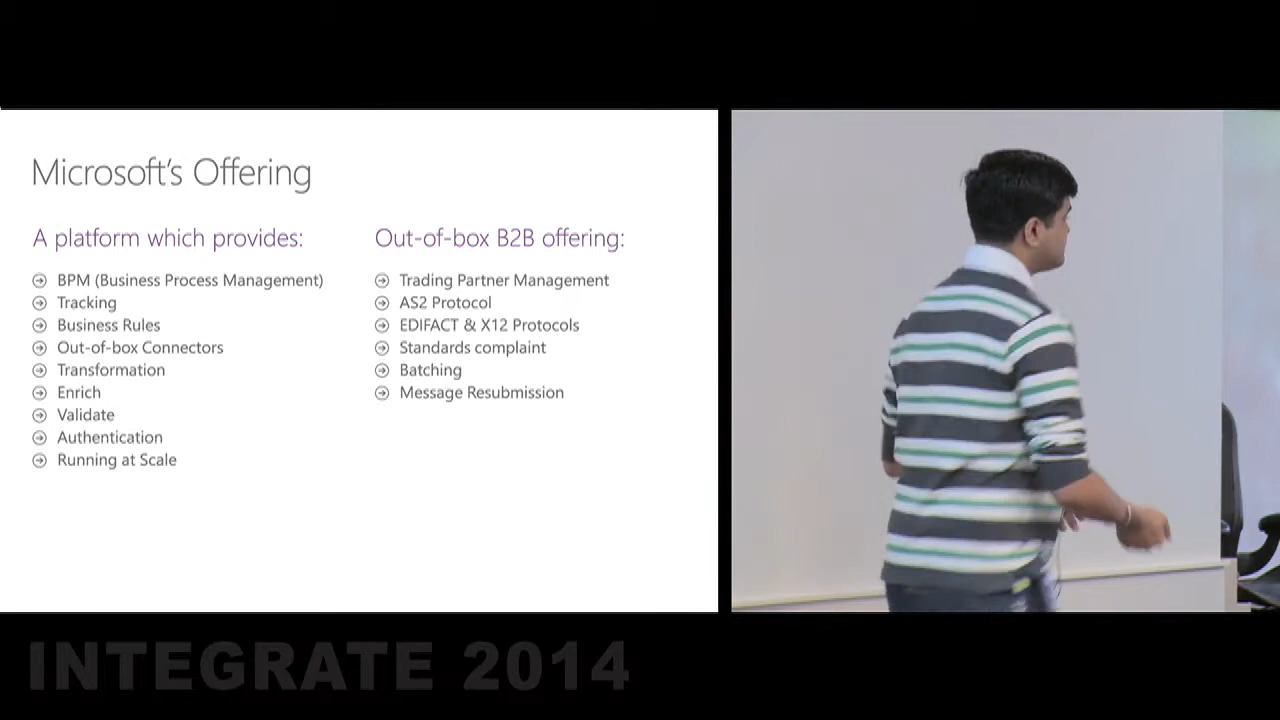 Microsoft's Offering
A platform which provides:
BPM (Business Process Management)
Tracking
Business Rules
Out-of-box Connectors
Transformation
Enrich
Validate
Authentication
Running at Scale
Out-of-box B2B offering:
Trading Partner Management
AS2 Protocol
EDIFACT & X12 Protocols
Standards complaint
Batching
Message Resubmission
INTEGRATE 2014